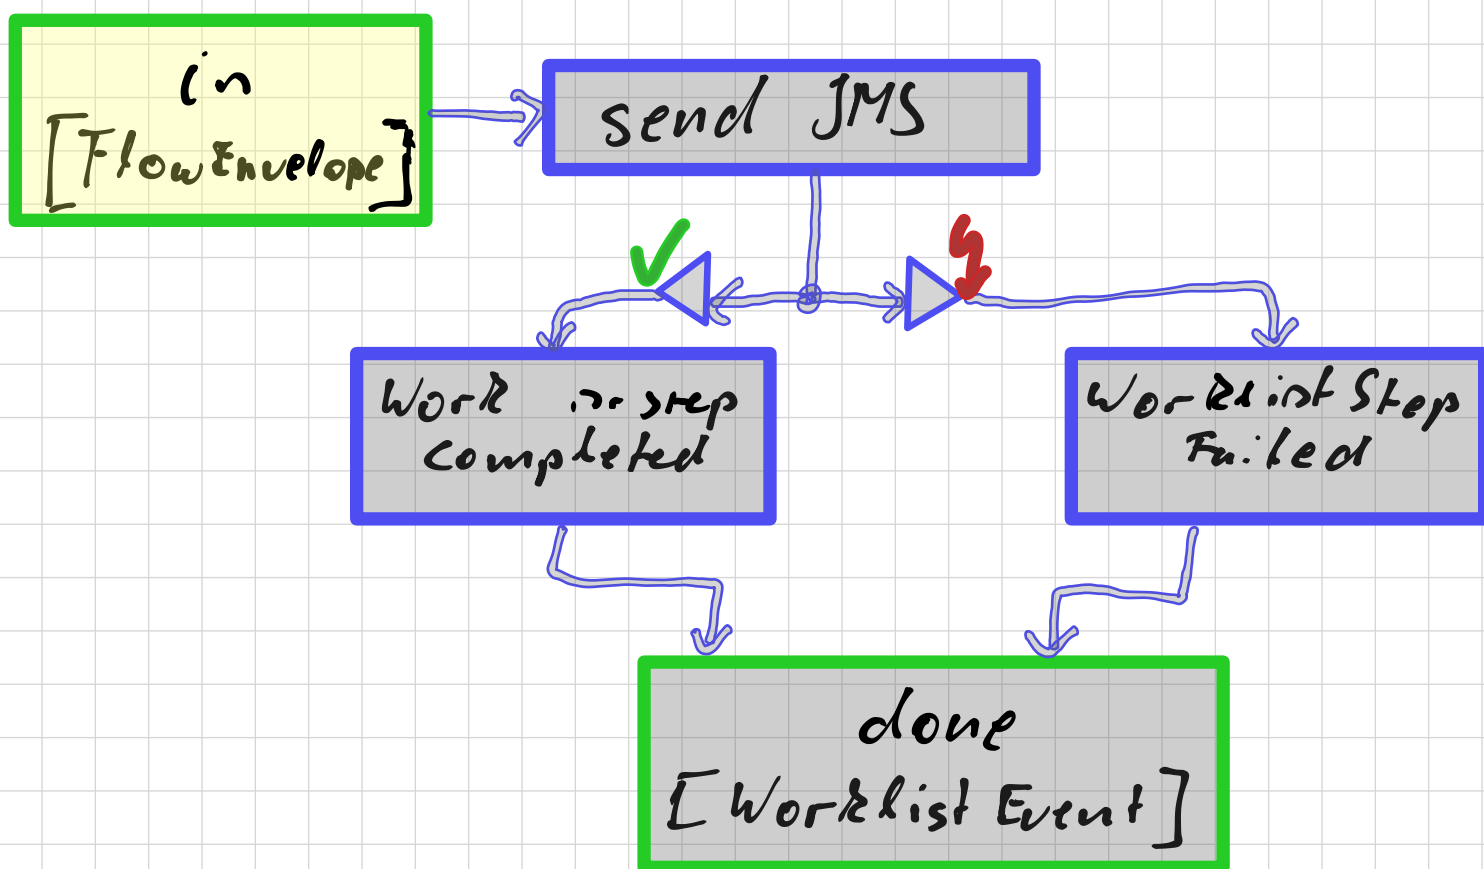 in
[FlowEnvelope]
send JMS
Work step
Completed
Worklist Step
Failed
done
[Worklist Event]